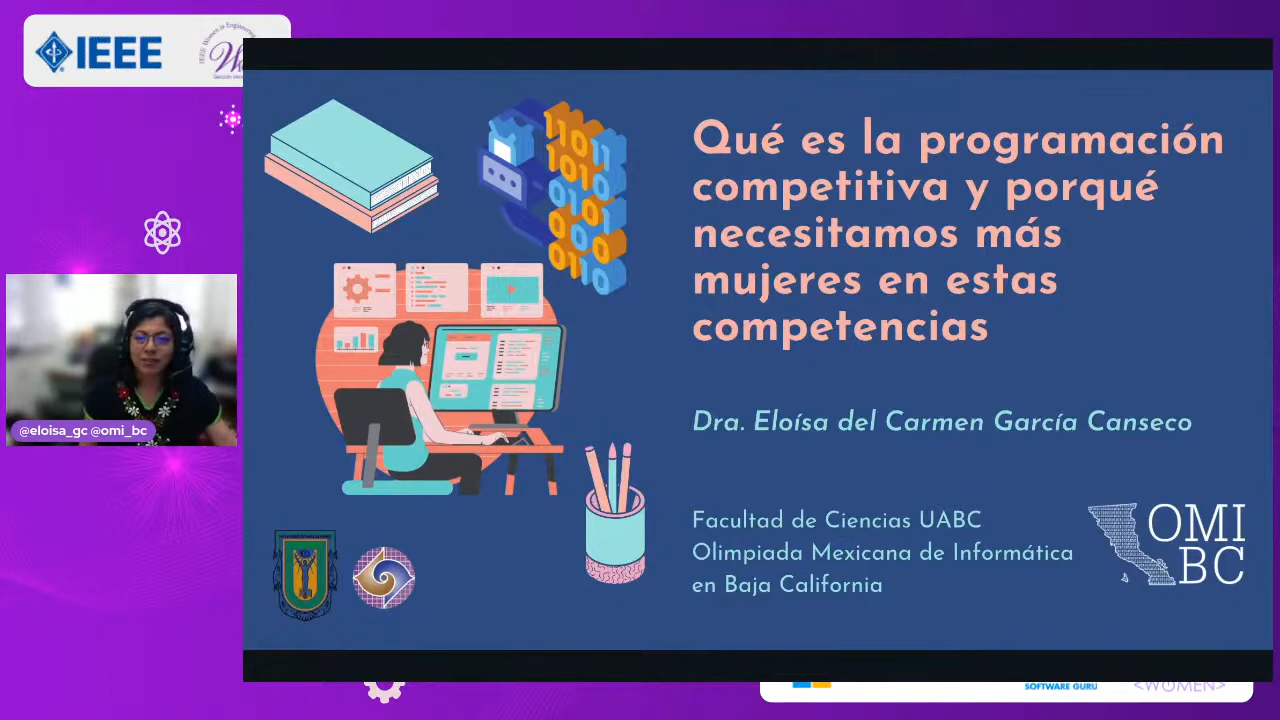 IEEE
Qué es la programación
competitiva y porqué
necesitamos más
mujeres en estas
competencias
@eloisa_gc @omi_bc
Dra. Eloísa del Carmen García Canseco
Facultad de Ciencias UABC
Olimpiada Mexicana de Informática
en Baja California
OMI
BC
SOFTWARE GURU
<WOMEN>